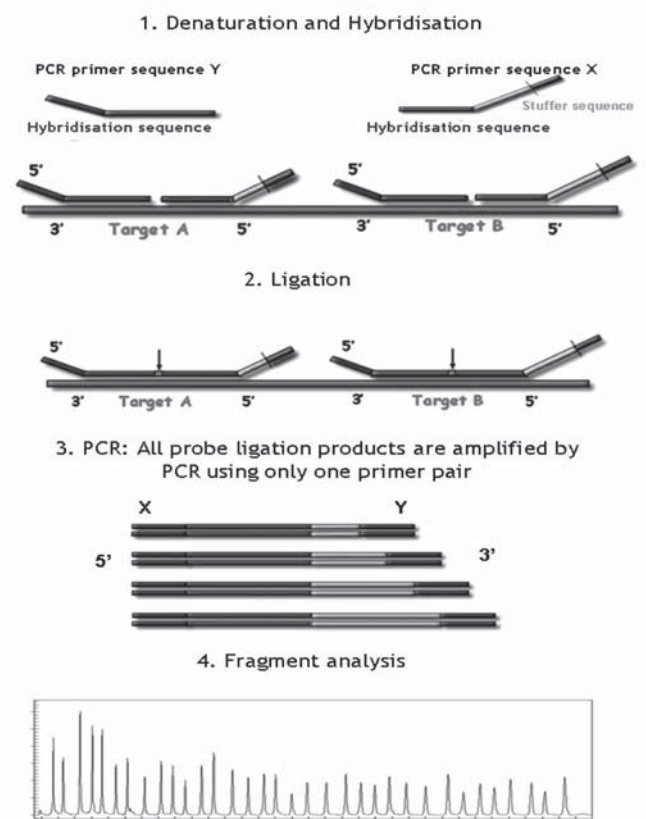 1. Denaturation and Hybridisation
PCR primer sequence Y
PCR primer sequence X
Stuffer sequence
Hybridisation sequence
Hybridisation sequence
5'
5'
3'
Target A
5'
3'
Target B
5'
2. Ligation
5'
5'
3'
Target A
5'
3'
Target B
5'
3. PCR: All probe ligation products are amplified by
PCR using only one primer pair
X
Y
5'
3'
4. Fragment analysis